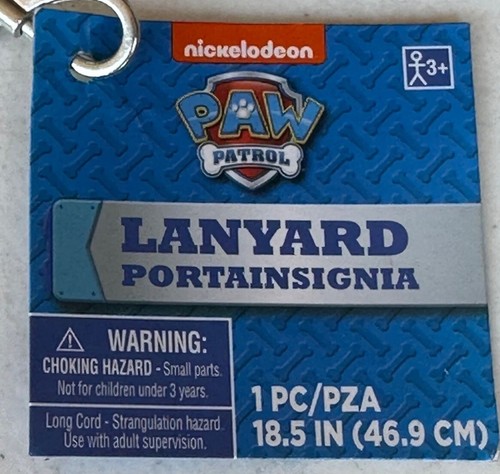 nickelodeon
3+
PAW
PATROL
LANYARD
PORTAINSIGNIA
WARNING:
CHOKING HAZARD - Small parts.
Not for children under 3 years.
Long Cord - Strangulation hazard.
Use with adult supervision.
1 PC/PZA
18.5 IN (46.9 CM)